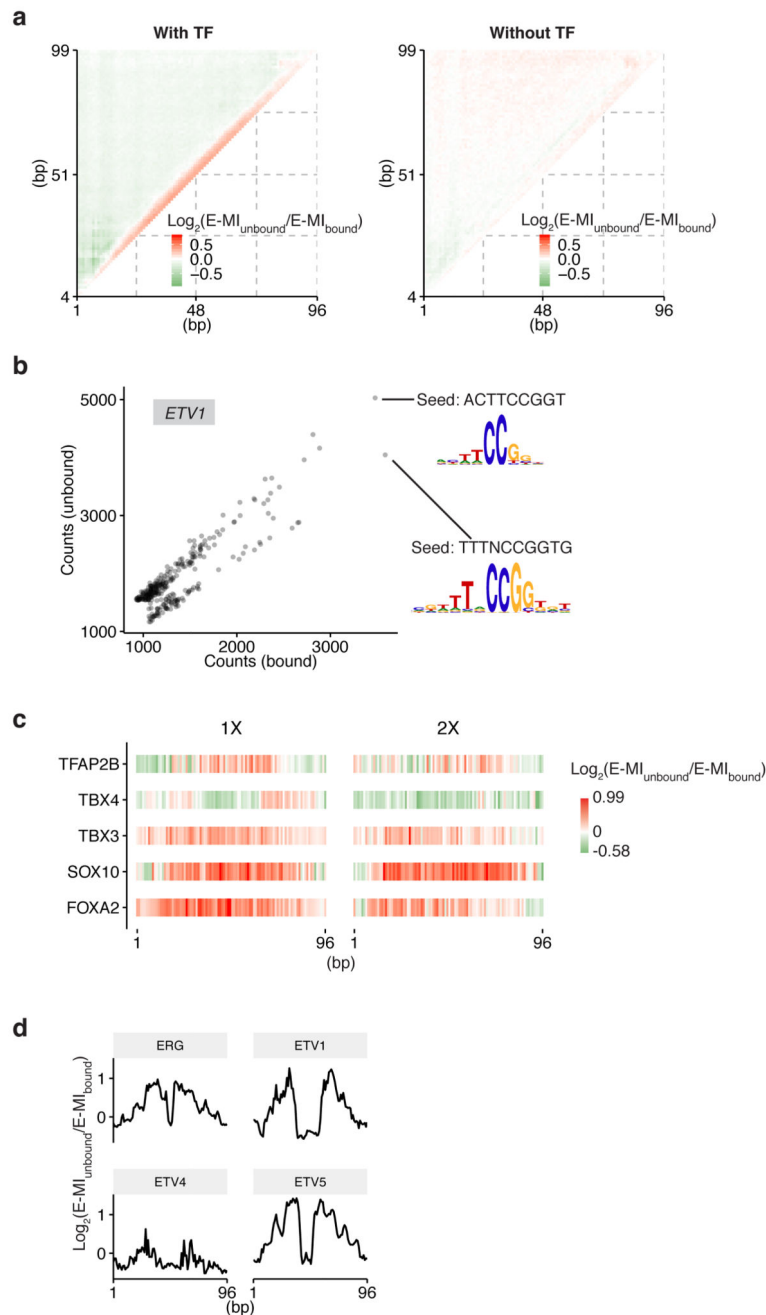 a
With TF
Without TF
99
51
4
(bp)
Log2(E-MIunbound/E-MIbound)
0.5
0.0
−0.5
1
48
96
(bp)
99
51
4
(bp)
Log2(E-MIunbound/E-MIbound)
0.5
0.0
−0.5
1
48
96
(bp)
b
5000
3000
1000
Counts (unbound)
ETV1
Seed: ACTTCCGGT
Seed: TTTNCCGGTG
1000
2000
3000
Counts (bound)
c
1X
2X
TFAP2B
TBX4
TBX3
SOX10
FOXA2
Log2(E-MIunbound/E-MIbound)
0.99
0
-0.58
1
96
1
96
(bp)
d
Log2(E-MIunbound/E-MIbound)
ERG
ETV1
1
0
ETV4
ETV5
1
0
1
96
1
96
(bp)